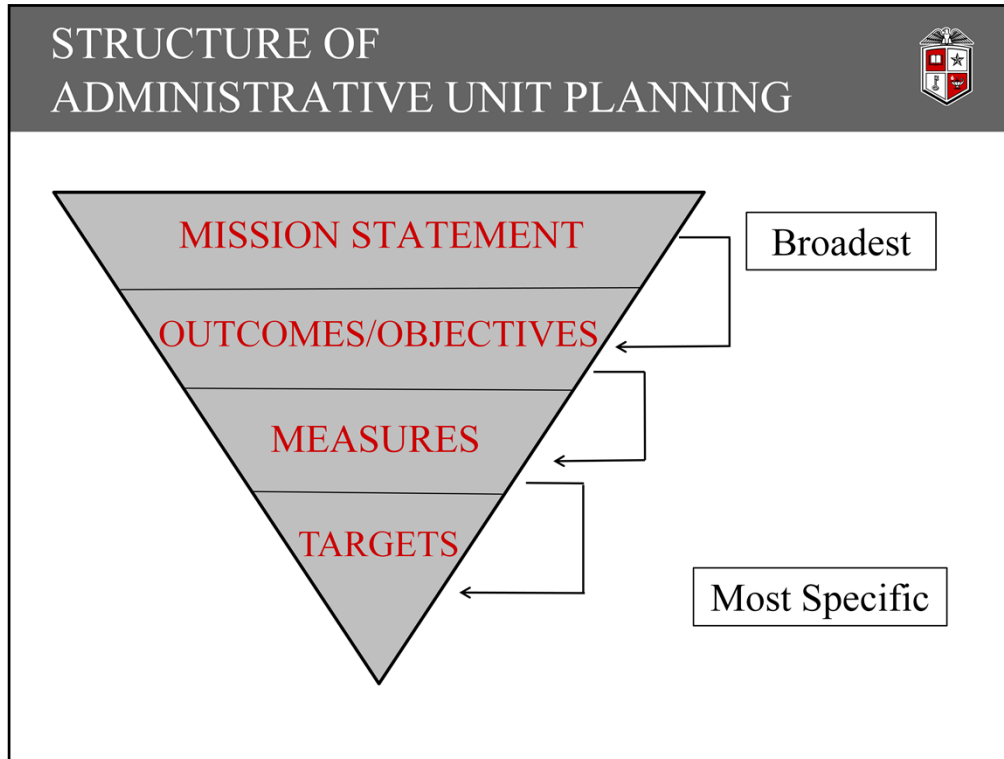 STRUCTURE OF
ADMINISTRATIVE UNIT PLANNING
MISSION STATEMENT
Broadest
OUTCOMES/OBJECTIVES
MEASURES
TARGETS
Most Specific